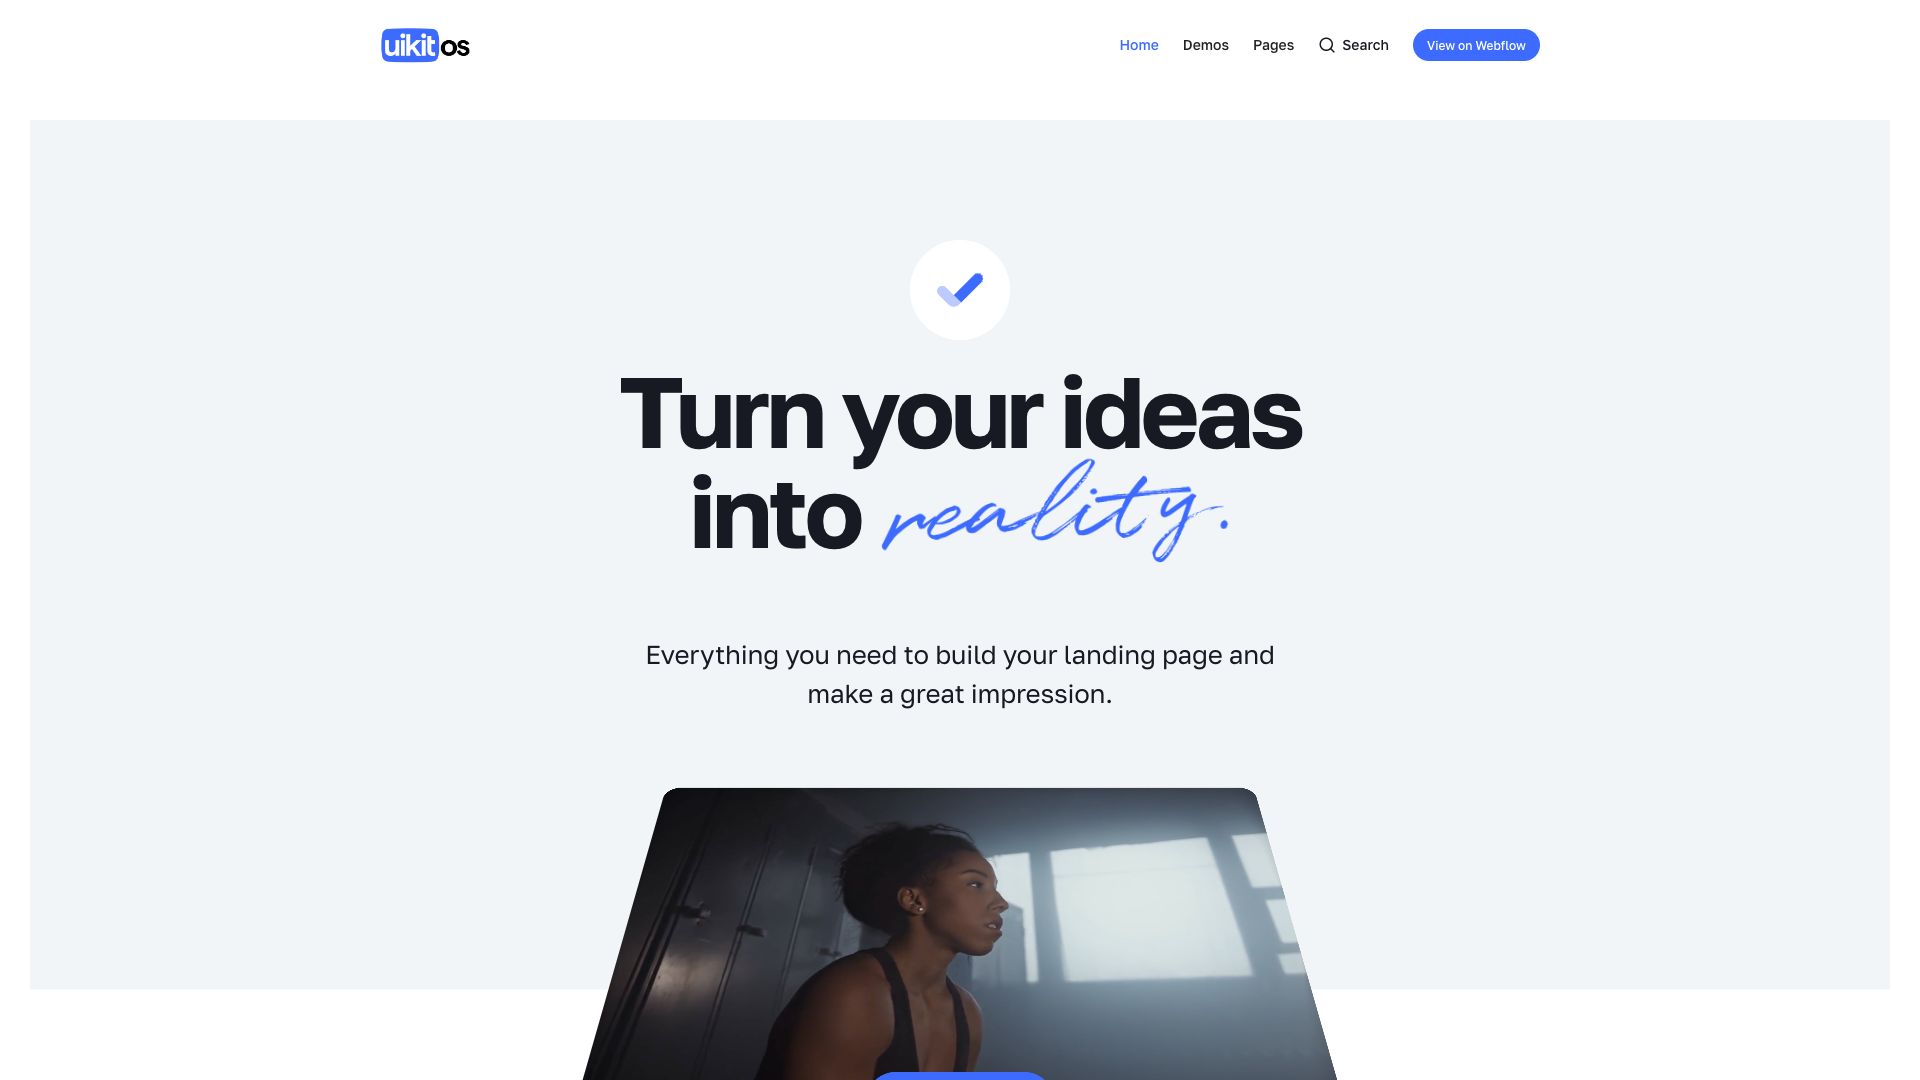 uikit os
Home
Demos
Pages
Search
View on Webflow
Turn your ideas
into reality.
Everything you need to build your landing page and
make a great impression.